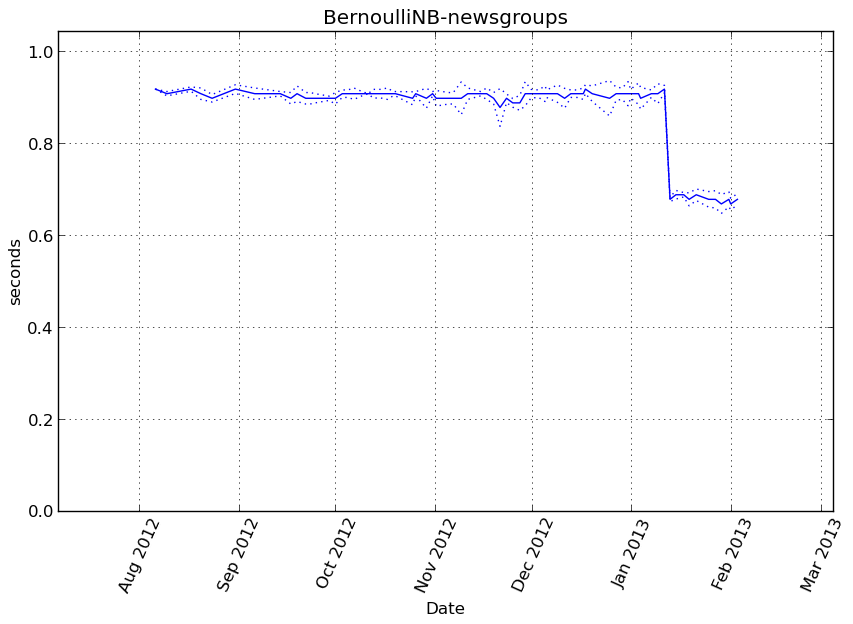 BernoulliNB-newsgroups
1.0
0.8
0.6
0.4
0.2
0.0
seconds
Aug 2012
Sep 2012
Oct 2012
Nov 2012
Dec 2012
Jan 2013
Feb 2013
Mar 2013
Date